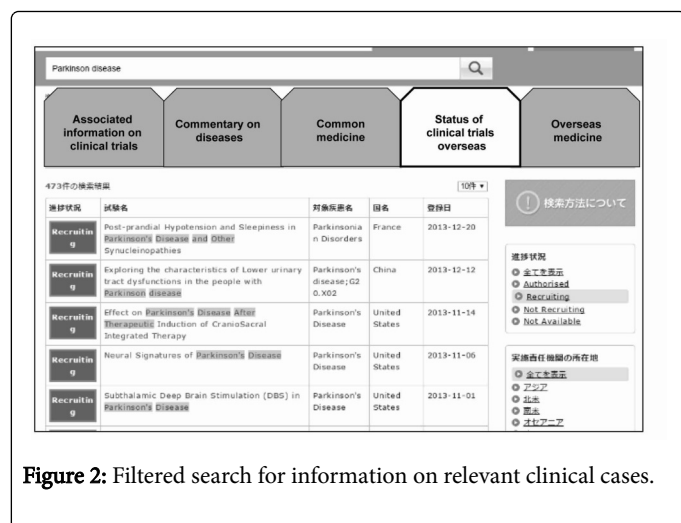 Parkinson disease
Associated
information on
clinical trials
Commentary on
diseases
Common
medicine
Status of
clinical trials
overseas
Overseas
medicine
473件の検索結果
10件 ▼
進捗状況 試験名 対象疾患名 国名 登録日
Recruitin
g
Post-prandial Hypotension and Sleepiness in
Parkinson's Disease and Other
Synucleinopathies
Parkinsonia
n Disorders
France
2013-12-20
Recruitin
g
Exploring the characteristics of Lower urinary
tract dysfunctions in the people with
Parkinson disease
Parkinson's
disease;G2
0.X02
China
2013-12-12
Recruitin
g
Effect on Parkinson's Disease After
Therapeutic Induction of CranioSacral
Integrated Therapy
Parkinson's
Disease
United
States
2013-11-14
Recruitin
g
Neural Signatures of Parkinson's Disease
Parkinson's
Disease
United
States
2013-11-06
Recruitin
g
Subthalamic Deep Brain Stimulation (DBS) in
Parkinson's Disease
Parkinson's
Disease
United
States
2013-11-01
検索方法について
進捗状況
全てを表示
Authorised
Recruiting
Not Recruiting
Not Available
実施責任機関の所在地
全てを表示
アジア
北米
南米
オセアニア
Figure 2: Filtered search for information on relevant clinical cases.